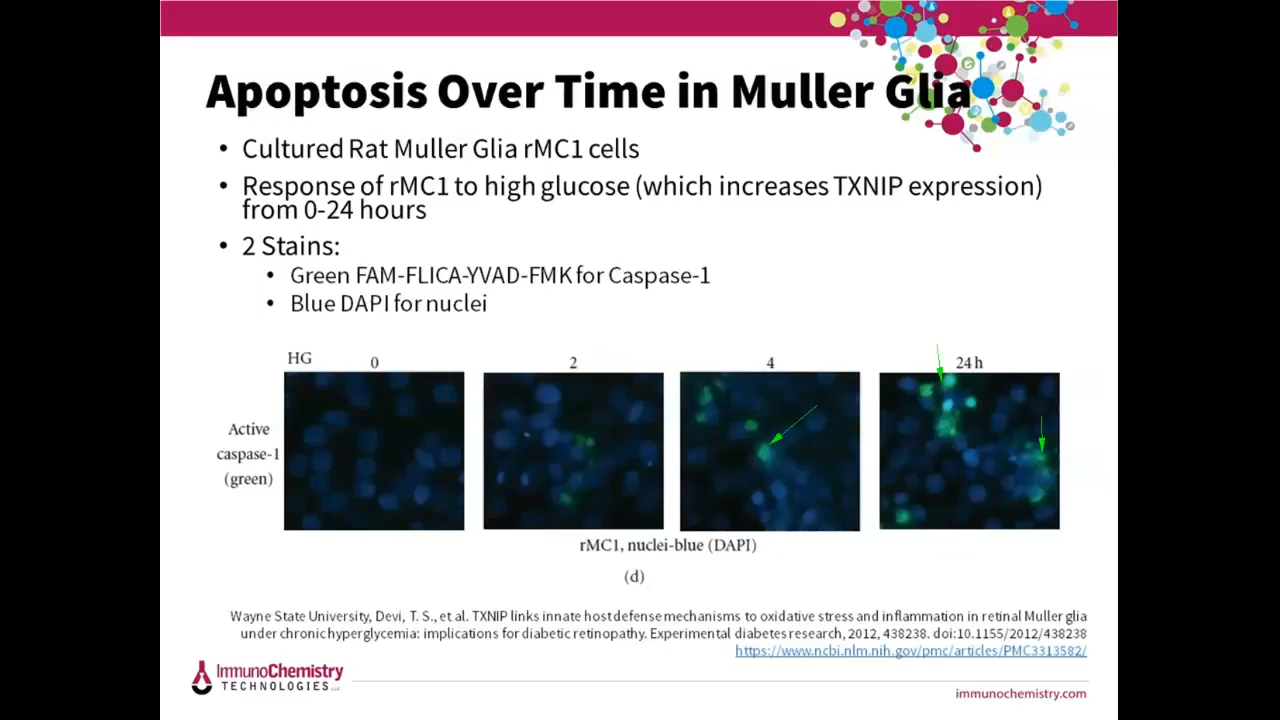 Apoptosis Over Time in Muller Glia
• Cultured Rat Muller Glia rMC1 cells
• Response of rMC1 to high glucose (which increases TXNIP expression)
from 0-24 hours
• 2 Stains:
• Green FAM-FLICA-YVAD-FMK for Caspase-1
• Blue DAPI for nuclei
HG 0 2 4 24 h
Active
caspase-1
(green)
rMC1, nuclei-blue (DAPI)
(d)
Wayne State University, Devi, T. S., et al. TXNIP links innate host defense mechanisms to oxidative stress and inflammation in retinal Muller glia
under chronic hyperglycemia: implications for diabetic retinopathy. Experimental diabetes research, 2012, 438238. doi:10.1155/2012/438238
https://www.ncbi.nlm.nih.gov/pmc/articles/PMC3313582/
ImmunoChemistry
TECHNOLOGIES LLC
immunochemistry.com